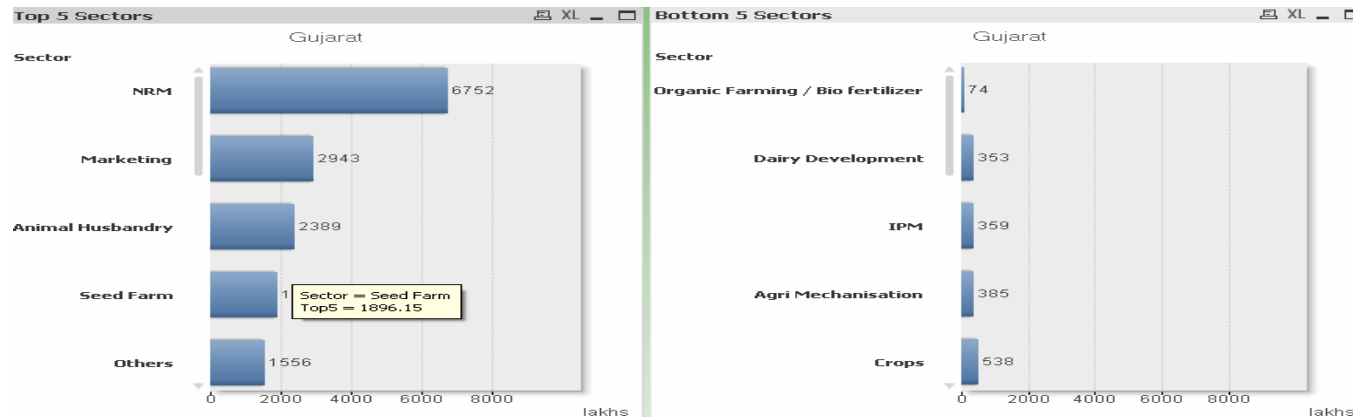 Top 5 Sectors XL
Gujarat
Sector
NRM 6752
Marketing 2943
Animal Husbandry 2389
Seed Farm 1
Sector = Seed Farm
Top5 = 1896.15
Others 1556
0 2000 4000 6000 8000
lakhs
Bottom 5 Sectors XL
Gujarat
Sector
Organic Farming / Bio fertilizer 74
Dairy Development 353
IPM 359
Agri Mechanisation 385
Crops 538
0 2000 4000 6000 8000
lakhs